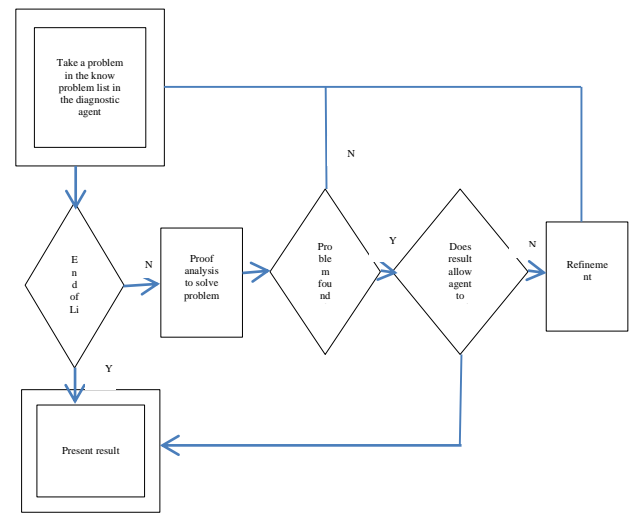 Take a problem
in the know
problem list in
the diagnostic
agent
N
E
n
d
of
Li
N
Proof
analysis
to solve
problem
Pro
ble
m
fou
nd
Y
Does
result
allow
agent
to
N
Refineme
nt
Y
Present result